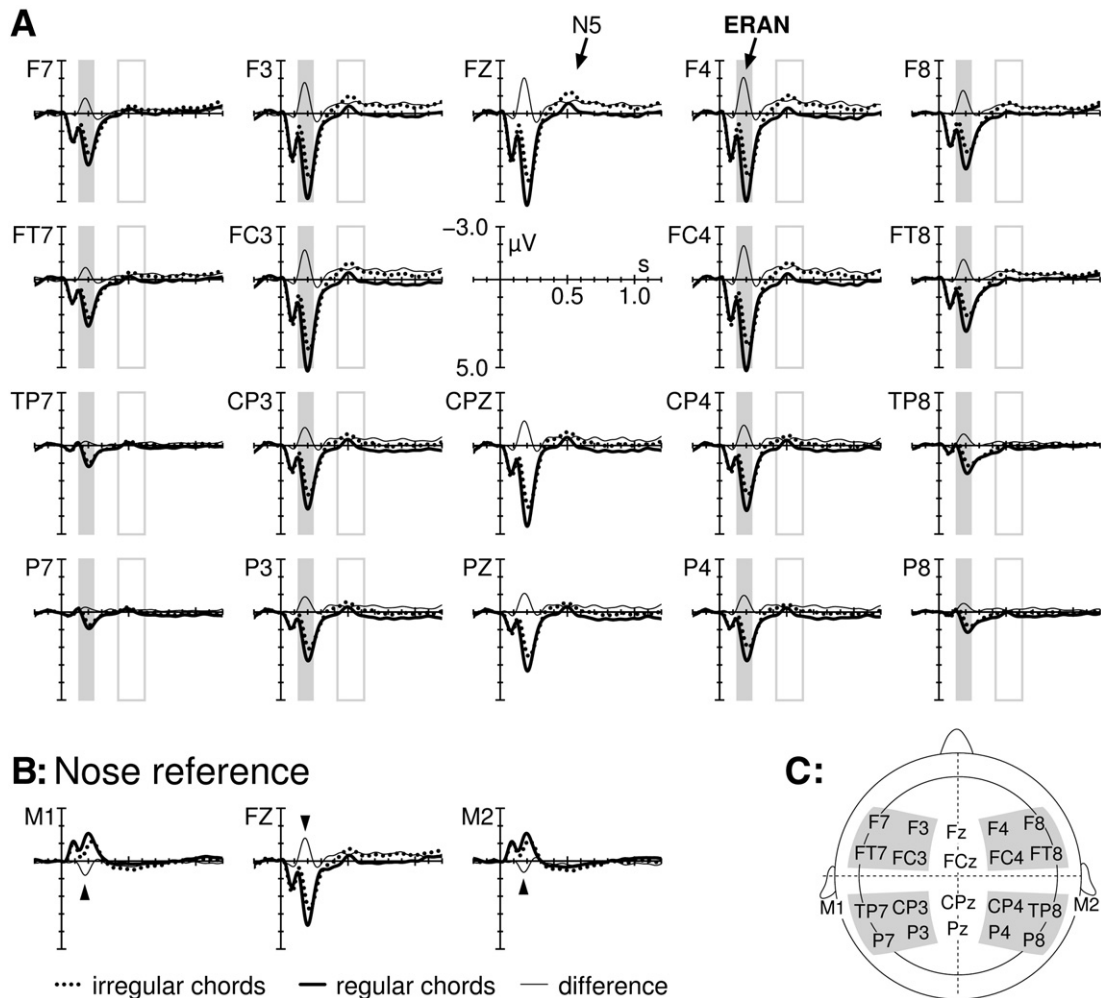 A
N5 ERAN
F7 F3 FZ F4 F8
FT7 FC3 −3.0 FC4 FT8
µV
s
0.5 1.0
5.0
TP7 CP3 CPZ CP4 TP8
P7 P3 PZ P4 P8
B: Nose reference
M1 FZ M2
irregular chords regular chords difference
C:
F7 F3 Fz F4 F8
FT7 FC3 FCz FC4 FT8
M1 M2
TP7 CP3 CPz CP4 TP8
P7 P3 Pz P4 P8